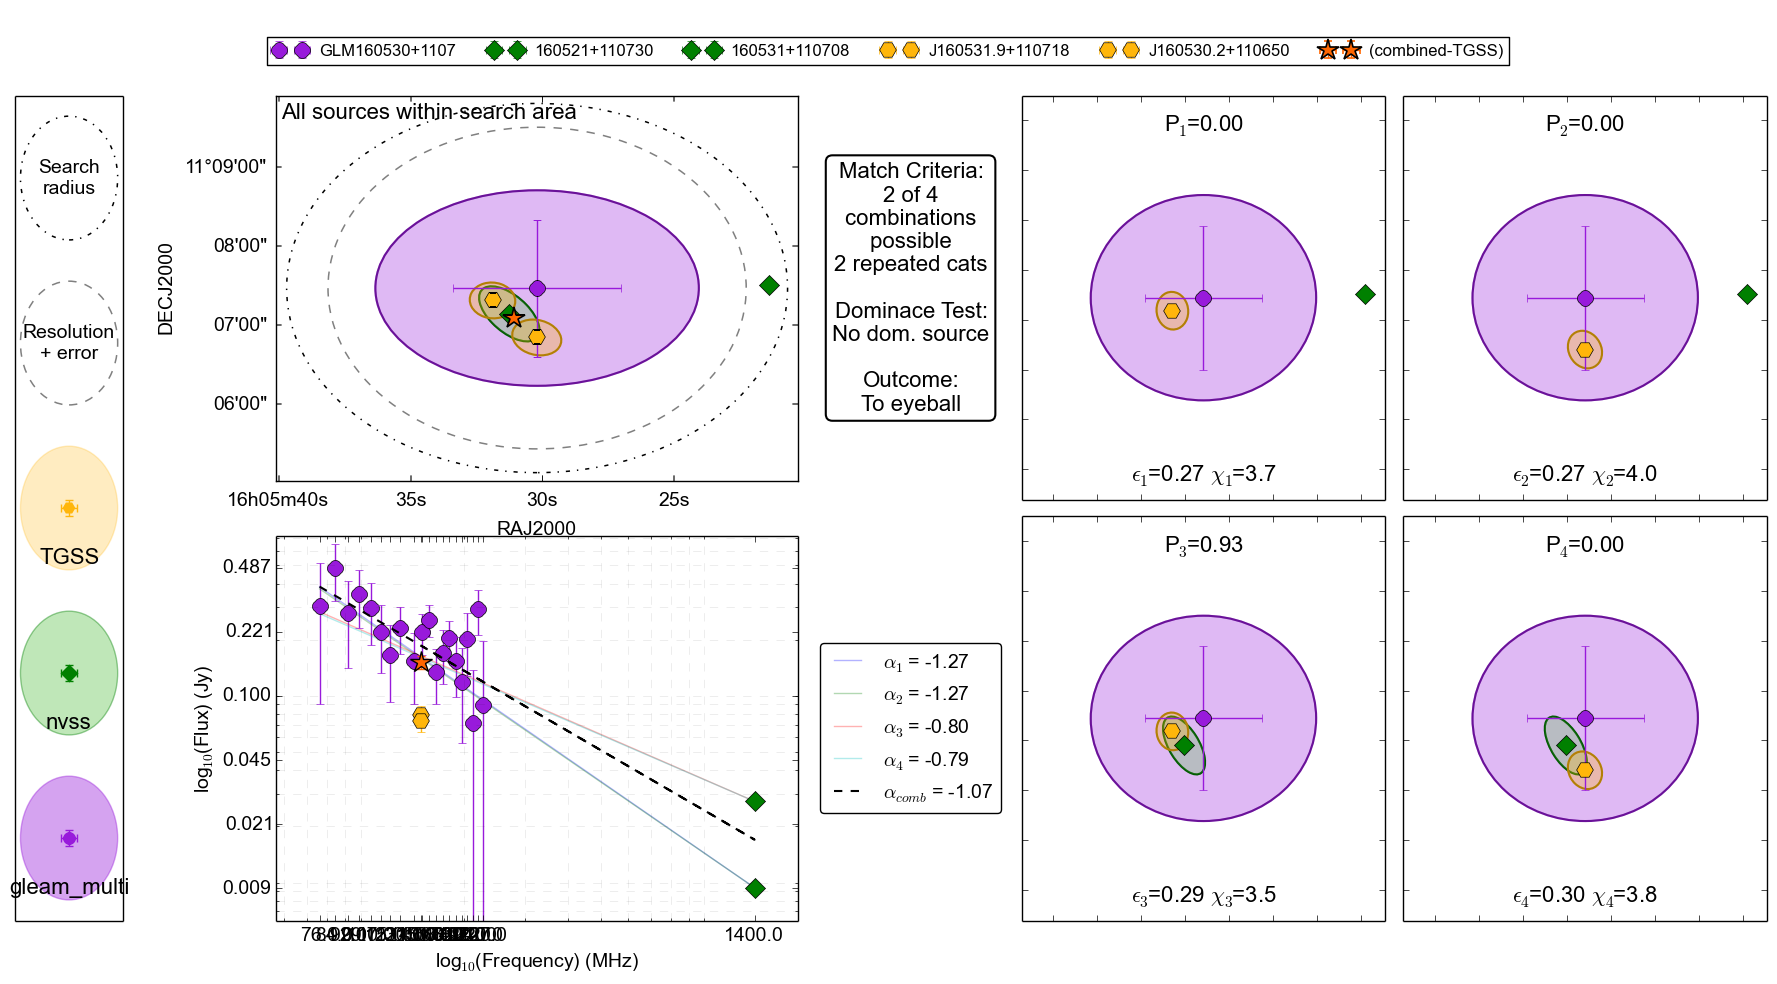 GLM160530+1107 160521+110730 160531+110708 J160531.9+110718 J160530.2+110650 (combined-TGSS)
Search
radius
Resolution
+ error
TGSS
nvss
gleam_multi
All sources within search area
DECJ2000
11°09'00"
08'00"
07'00"
06'00"
16h05m40s 35s 30s 25s
RAJ2000
Match Criteria:
2 of 4
combinations
possible
2 repeated cats
Dominace Test:
No dom. source
Outcome:
To eyeball
P1=0.00
ϵ1=0.27 χ1=3.7
P2=0.00
ϵ2=0.27 χ2=4.0
P3=0.93
ϵ3=0.29 χ3=3.5
P4=0.00
ϵ4=0.30 χ4=3.8
log10(Flux) (Jy)
0.487
0.221
0.100
0.045
0.021
0.009
1400.0
log10(Frequency) (MHz)
α1 = -1.27
α2 = -1.27
α3 = -0.80
α4 = -0.79
αcomb = -1.07